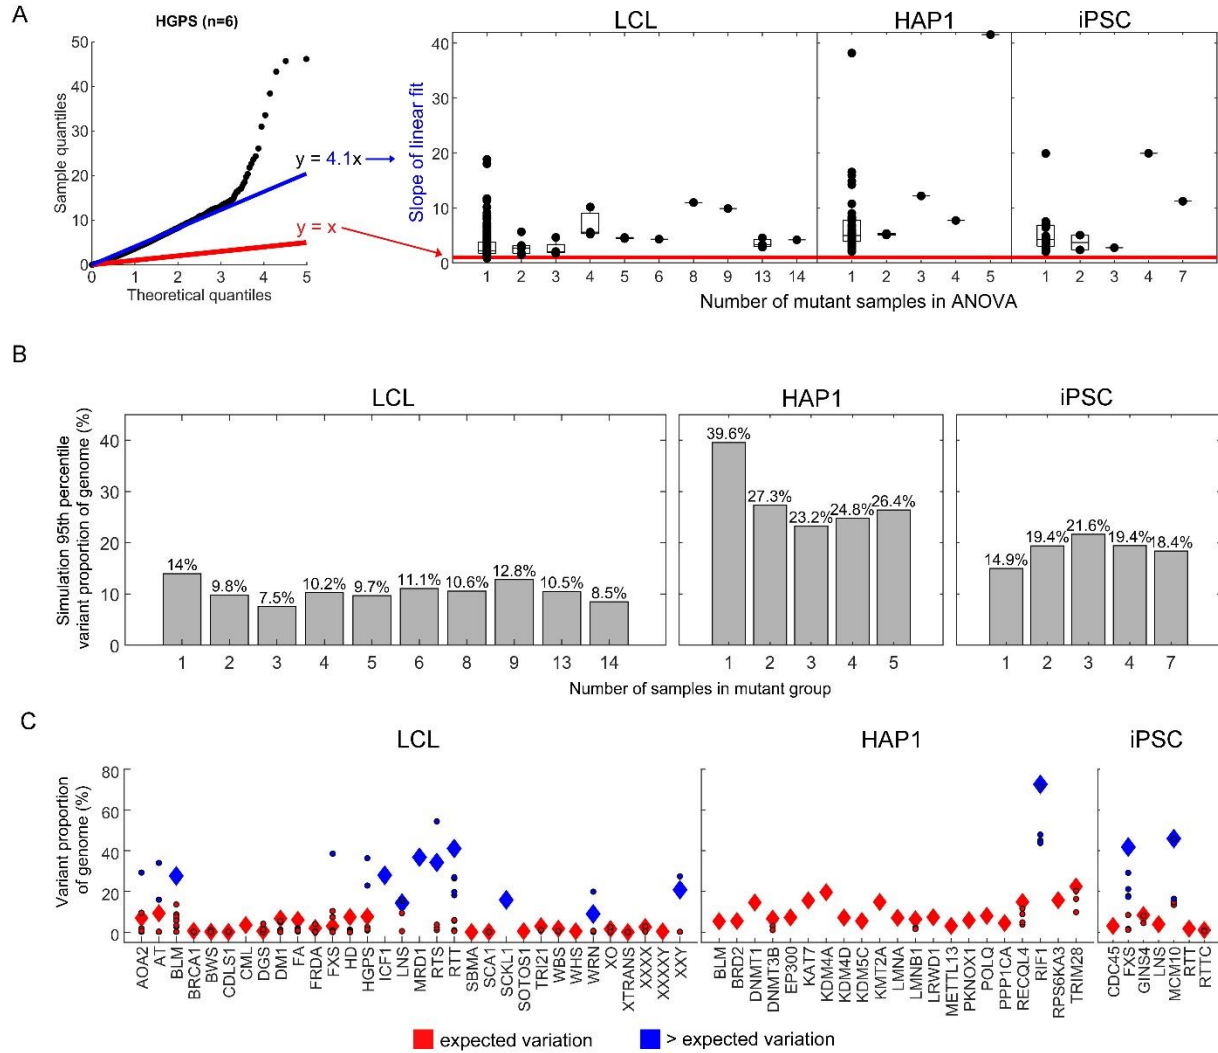 A
HGPS (n=6)
LCL
HAP1
iPSC
50
40
30
20
10
0
Sample quantiles
y = 4.1x
y = x
0 1 2 3 4 5
Theoretical quantiles
40
30
20
10
0
Slope of linear fit
1 2 3 4 5 6 8 9 13 14
1 2 3 4 5
1 2 3 4 7
Number of mutant samples in ANOVA
B
LCL
HAP1
iPSC
Simulation 95th percentile
variant proportion of genome (%)
40
30
20
10
0
14% 9.8% 7.5% 10.2% 9.7% 11.1% 10.6% 12.8% 10.5% 8.5%
39.6% 27.3% 23.2% 24.8% 26.4%
14.9% 19.4% 21.6% 19.4% 18.4%
1 2 3 4 5 6 8 9 13 14
1 2 3 4 5
1 2 3 4 7
Number of samples in mutant group
C
LCL
HAP1
iPSC
Variant proportion
of genome (%)
80
60
40
20
0
AOA2
AT
BLM
BRCA1
BWS
CDLS1
CML
DGS
DM1
FA
FRDA
FXS
HD
HGPS
ICF1
LNS
MRD1
RTS
RTT
SBMA
SCA1
SCKL1
SOTOS1
TRI21
WBS
WHS
WRN
XO
XTRANS
XXXX
XXXXY
XXY
BLM
BRD2
DNMT1
DNMT3B
EP300
KAT7
KDM4A
KDM4D
KDM5C
KMT2A
LMNA
LMNB1
LRWD1
METTL13
PKNOX1
POLQ
PPP1CA
RECQL4
RIF1
RPS6KA3
TRIM28
CDC45
FXS
GINS4
LNS
MCM10
RTT
RTTC
expected variation
> expected variation